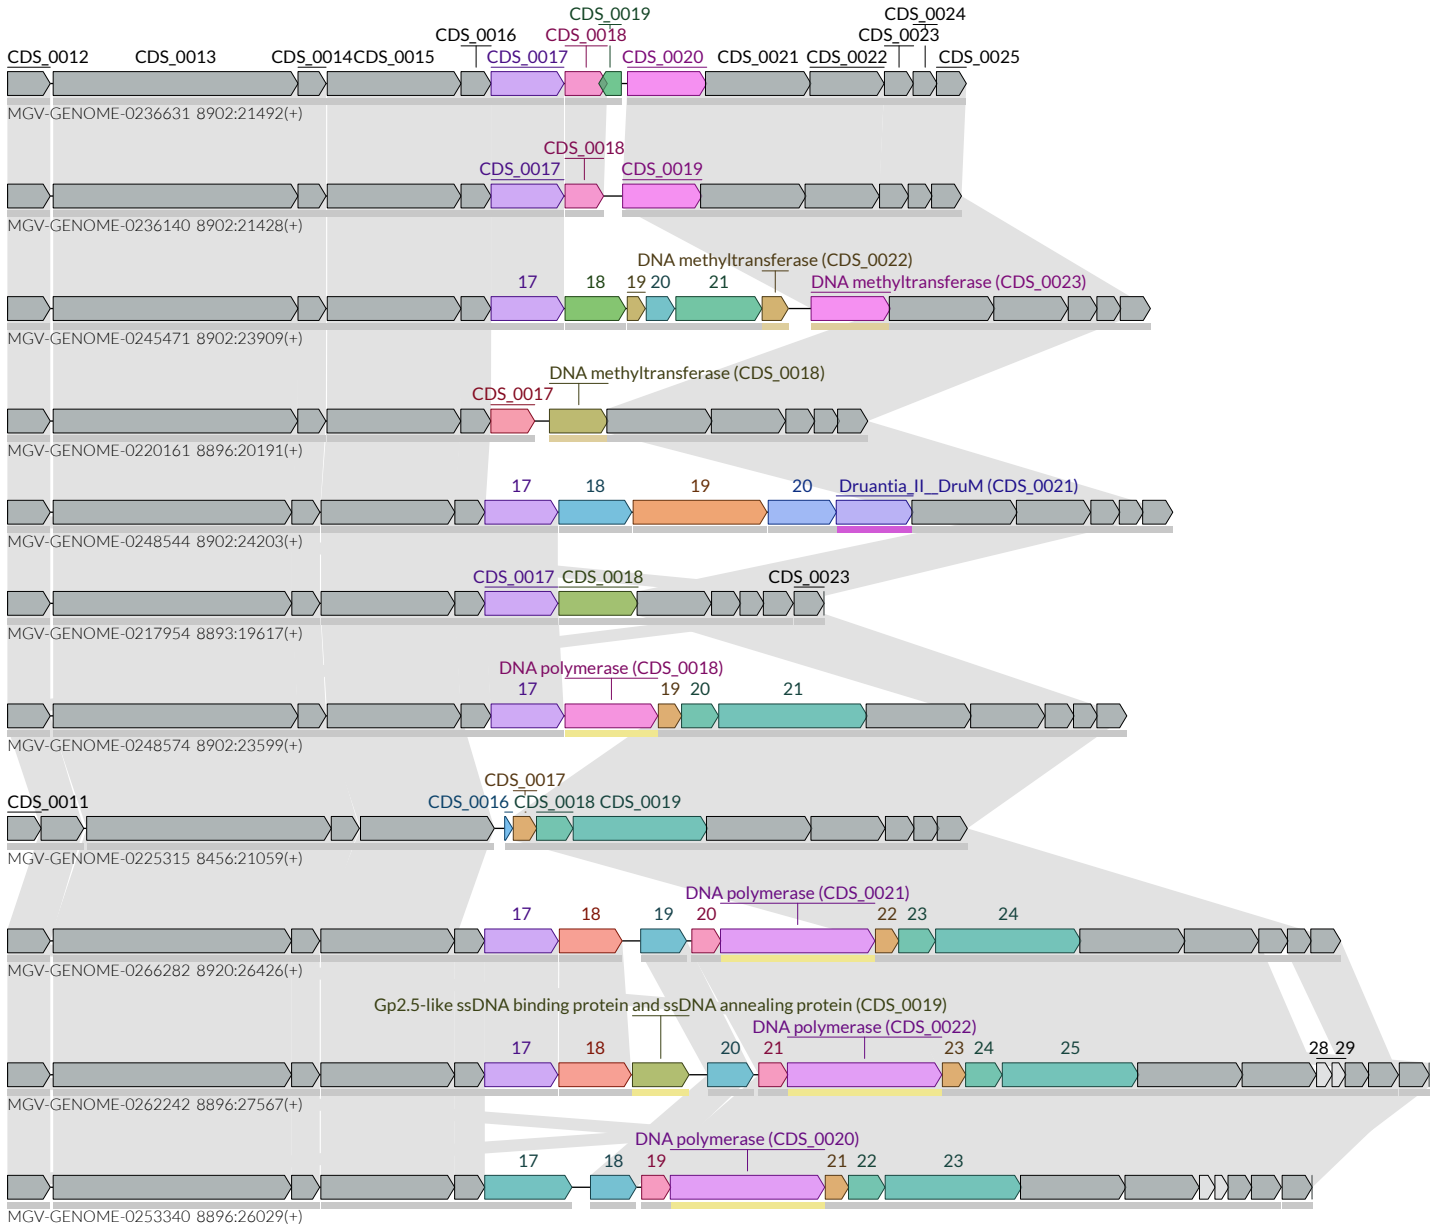 CDS_0019 CDS_0024
CDS_0016 CDS_0018 CDS_0023
CDS_0012 CDS_0013 CDS_0014 CDS_0015 CDS_0017 CDS_0020 CDS_0021 CDS_0022 CDS_0025
MGV-GENOME-0236631 8902:21492(+)
CDS_0018
CDS_0017 CDS_0019
MGV-GENOME-0236140 8902:21428(+)
DNA methyltransferase (CDS_0022)
17 18 19 20 21 DNA methyltransferase (CDS_0023)
MGV-GENOME-0245471 8902:23909(+)
DNA methyltransferase (CDS_0018)
CDS_0017
MGV-GENOME-0220161 8896:20191(+)
17 18 19 20 Druantia_II__DruM (CDS_0021)
MGV-GENOME-0248544 8902:24203(+)
CDS_0017 CDS_0018 CDS_0023
MGV-GENOME-0217954 8893:19617(+)
DNA polymerase (CDS_0018)
17 19 20 21
MGV-GENOME-0248574 8902:23599(+)
CDS_0017
CDS_0011 CDS_0016 CDS_0018 CDS_0019
MGV-GENOME-0225315 8456:21059(+)
DNA polymerase (CDS_0021)
17 18 19 20 22 23 24
MGV-GENOME-0266282 8920:26426(+)
Gp2.5-like ssDNA binding protein and ssDNA annealing protein (CDS_0019)
DNA polymerase (CDS_0022)
17 18 20 21 23 24 25 28 29
MGV-GENOME-0262242 8896:27567(+)
DNA polymerase (CDS_0020)
17 18 19 21 22 23
MGV-GENOME-0253340 8896:26029(+)